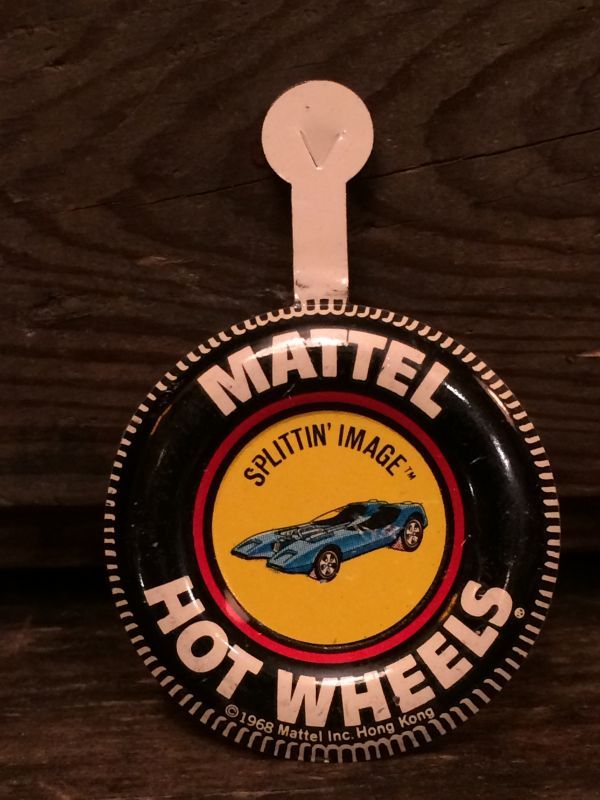 MATTEL
SPLITTIN' IMAGE™
HOT WHEELS®
©1968 Mattel Inc. Hong Kong